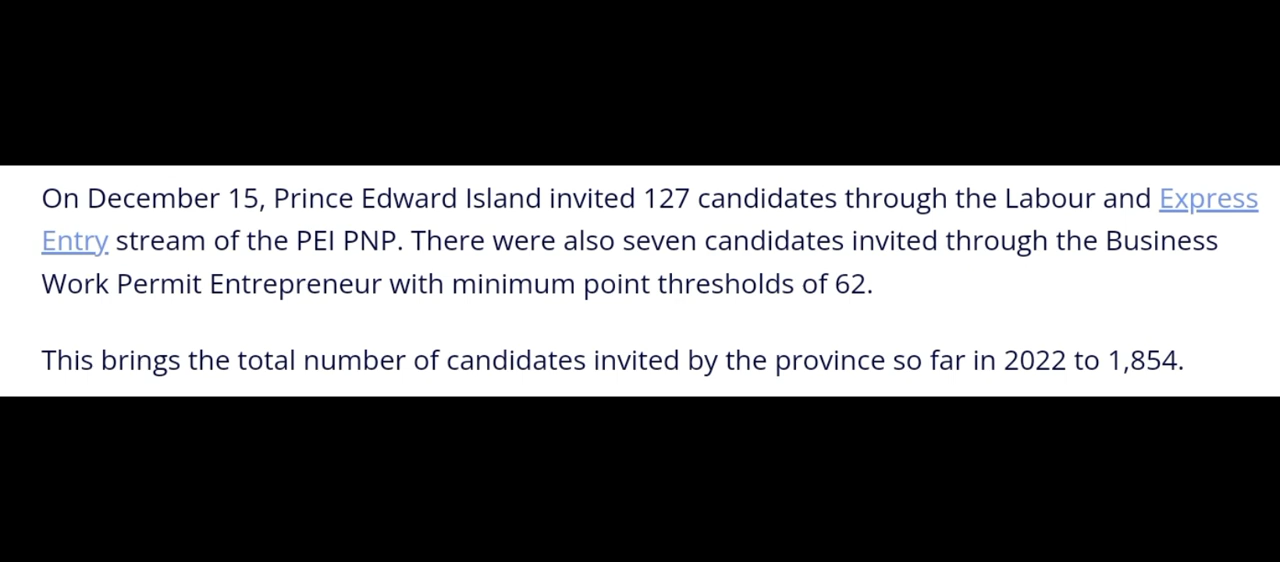 On December 15, Prince Edward Island invited 127 candidates through the Labour and Express
Entry stream of the PEI PNP. There were also seven candidates invited through the Business
Work Permit Entrepreneur with minimum point thresholds of 62.
This brings the total number of candidates invited by the province so far in 2022 to 1,854.